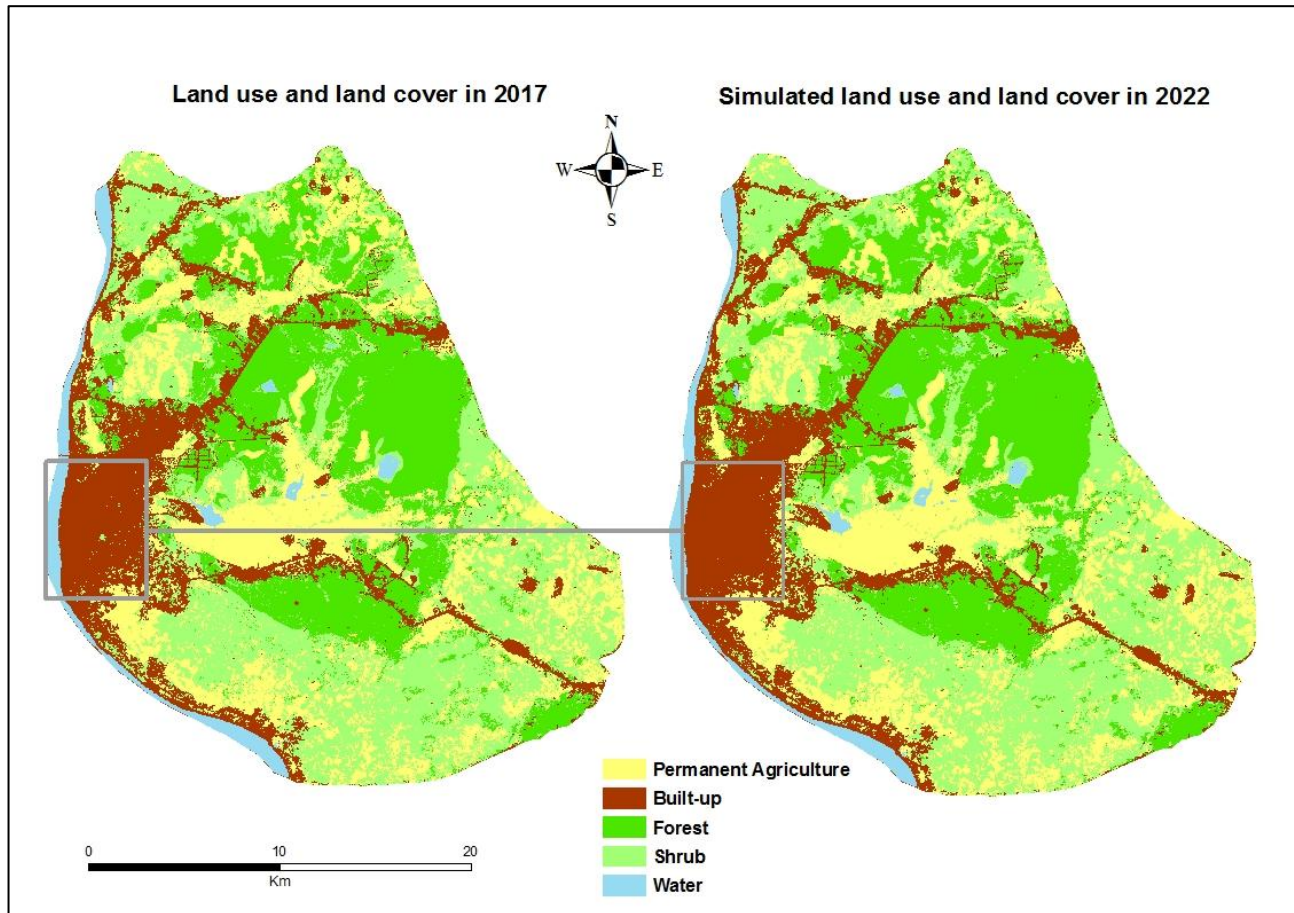 Land use and land cover in 2017
Simulated land use and land cover in 2022
N
W E
S
Permanent Agriculture
Built-up
Forest
Shrub
Water
0 10 20
Km